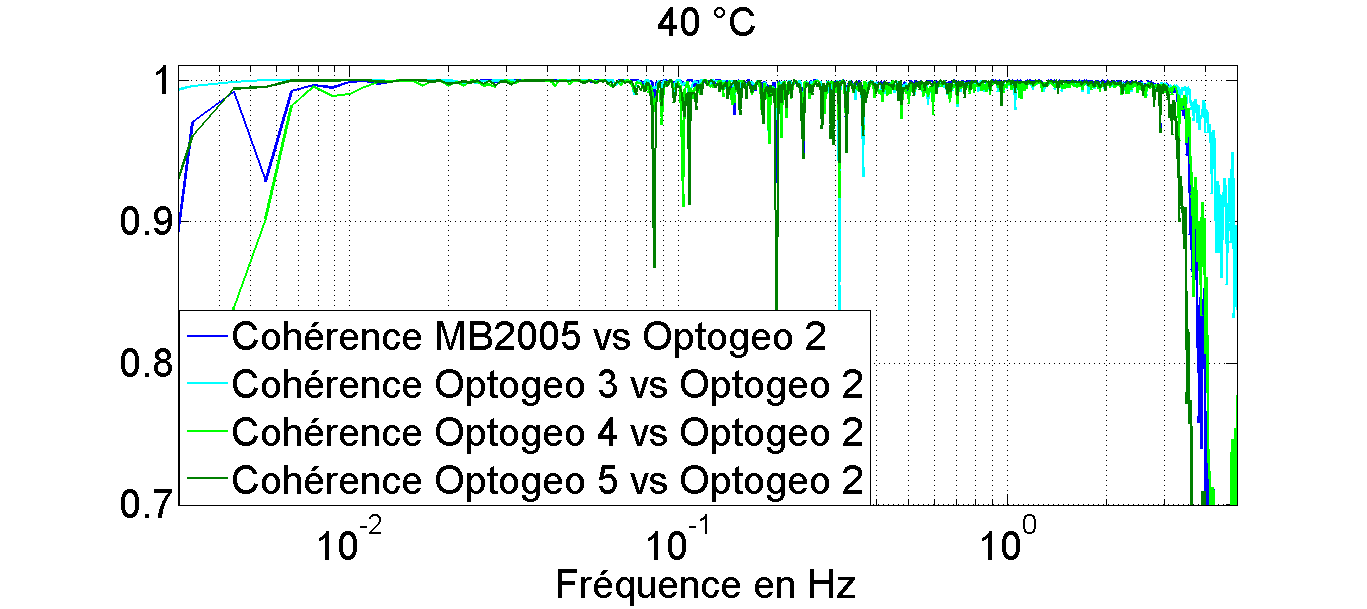 40 °C
1
0.9
0.8
0.7
Cohérence MB2005 vs Optogeo 2
Cohérence Optogeo 3 vs Optogeo 2
Cohérence Optogeo 4 vs Optogeo 2
Cohérence Optogeo 5 vs Optogeo 2
10^-2 10^-1 10^0
Fréquence en Hz